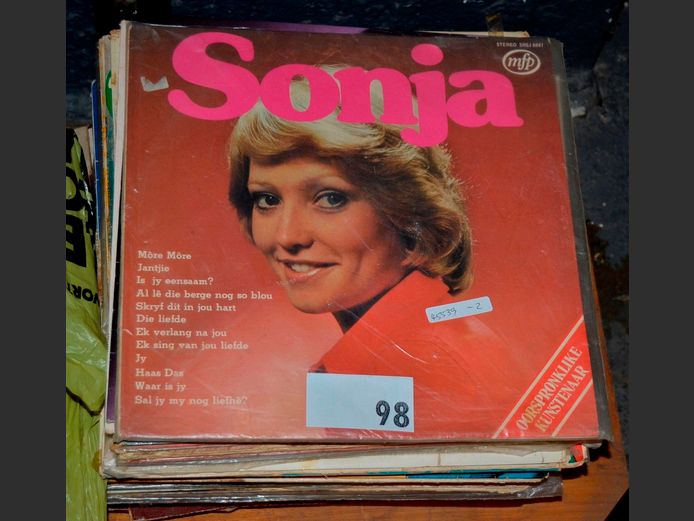 STEREO SRSJ 8087
mfp
Sonja
Môre Môre
Jantjie
Is jy eensaam?
Al lê die berge nog so blou
Skryf dit in jou hart
Die liefde
Ek verlang na jou
Ek sing van jou liefde
Jy
Haas Das
Waar is jy
Sal jy my nog liefhê?
-2
98
OORSPRONKLIKE
KUNSTENAAR